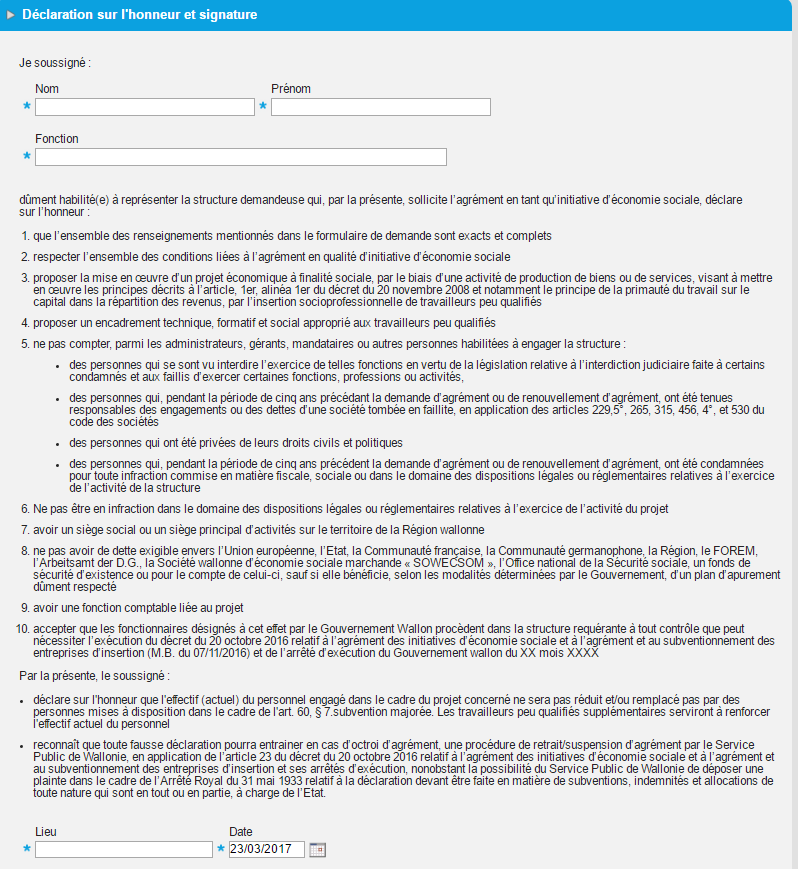 Déclaration sur l'honneur et signature
Je soussigné :
Nom Prénom
* *
Fonction
*
dûment habilité(e) à représenter la structure demandeuse qui, par la présente, sollicite l'agrément en tant qu'initiative d'économie sociale, déclare
sur l'honneur :
1. que l'ensemble des renseignements mentionnés dans le formulaire de demande sont exacts et complets
2. respecter l'ensemble des conditions liées à l'agrément en qualité d'initiative d'économie sociale
3. proposer la mise en œuvre d'un projet économique à finalité sociale, par le biais d'une activité de production de biens ou de services, visant à mettre
en œuvre les principes décrits à l'article, 1er, alinéa 1er du décret du 20 novembre 2008 et notamment le principe de la primauté du travail sur le
capital dans la répartition des revenus, par l'insertion socioprofessionnelle de travailleurs peu qualifiés
4. proposer un encadrement technique, formatif et social approprié aux travailleurs peu qualifiés
5. ne pas compter, parmi les administrateurs, gérants, mandataires ou autres personnes habilitées à engager la structure :
• des personnes qui se sont vu interdire l'exercice de telles fonctions en vertu de la législation relative à l'interdiction judiciaire faite à certains
condamnés et aux faillis d'exercer certaines fonctions, professions ou activités,
• des personnes qui, pendant la période de cinq ans précédant la demande d'agrément ou de renouvellement d'agrément, ont été tenues
responsables des engagements ou des dettes d'une société tombée en faillite, en application des articles 229,5°, 265, 315, 456, 4°, et 530 du
code des sociétés
• des personnes qui ont été privées de leurs droits civils et politiques
• des personnes qui, pendant la période de cinq ans précédent la demande d'agrément ou de renouvellement d'agrément, ont été condamnées
pour toute infraction commise en matière fiscale, sociale ou dans le domaine des dispositions légales ou réglementaires relatives à l'exercice
de l'activité de la structure
6. Ne pas être en infraction dans le domaine des dispositions légales ou réglementaires relatives à l'exercice de l'activité du projet
7. avoir un siège social ou un siège principal d'activités sur le territoire de la Région wallonne
8. ne pas avoir de dette exigible envers l'Union européenne, l'Etat, la Communauté française, la Communauté germanophone, la Région, le FOREM,
l'Arbeitsamt der D.G., la Société wallonne d'économie sociale marchande « SOWECSOM », l'Office national de la Sécurité sociale, un fonds de
sécurité d'existence ou pour le compte de celui-ci, sauf si elle bénéficie, selon les modalités déterminées par le Gouvernement, d'un plan d'apurement
dûment respecté
9. avoir une fonction comptable liée au projet
10. accepter que les fonctionnaires désignés à cet effet par le Gouvernement Wallon procèdent dans la structure requérante à tout contrôle que peut
nécessiter l'exécution du décret du 20 octobre 2016 relatif à l'agrément des initiatives d'économie sociale et à l'agrément et au subventionnement des
entreprises d'insertion (M.B. du 07/11/2016) et de l'arrêté d'exécution du Gouvernement wallon du XX mois XXXX
Par la présente, le soussigné :
• déclare sur l'honneur que l'effectif (actuel) du personnel engagé dans le cadre du projet concerné ne sera pas réduit et/ou remplacé pas par des
personnes mises à disposition dans le cadre de l'art. 60, § 7.subvention majorée. Les travailleurs peu qualifiés supplémentaires serviront à renforcer
l'effectif actuel du personnel
• reconnaît que toute fausse déclaration pourra entrainer en cas d'octroi d'agrément, une procédure de retrait/suspension d'agrément par le Service
Public de Wallonie, en application de l'article 23 du décret du 20 octobre 2016 relatif à l'agrément des initiatives d'économie sociale et à l'agrément et
au subventionnement des entreprises d'insertion et ses arrêtés d'exécution, nonobstant la possibilité du Service Public de Wallonie de déposer une
plainte dans le cadre de l'Arrêté Royal du 31 mai 1933 relatif à la déclaration devant être faite en matière de subventions, indemnités et allocations de
toute nature qui sont en tout ou en partie, à charge de l'Etat.
Lieu Date
* * 23/03/2017